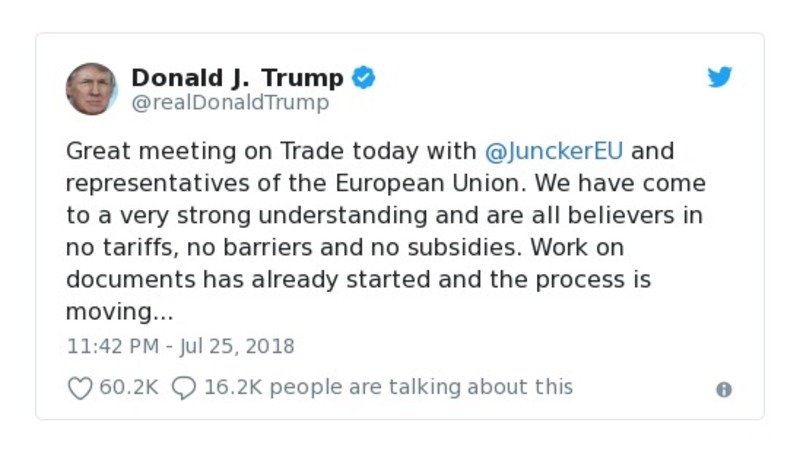 Donald J. Trump
@realDonaldTrump
Great meeting on Trade today with @JunckerEU and
representatives of the European Union. We have come
to a very strong understanding and are all believers in
no tariffs, no barriers and no subsidies. Work on
documents has already started and the process is
moving...
11:42 PM - Jul 25, 2018
60.2K 16.2K people are talking about this